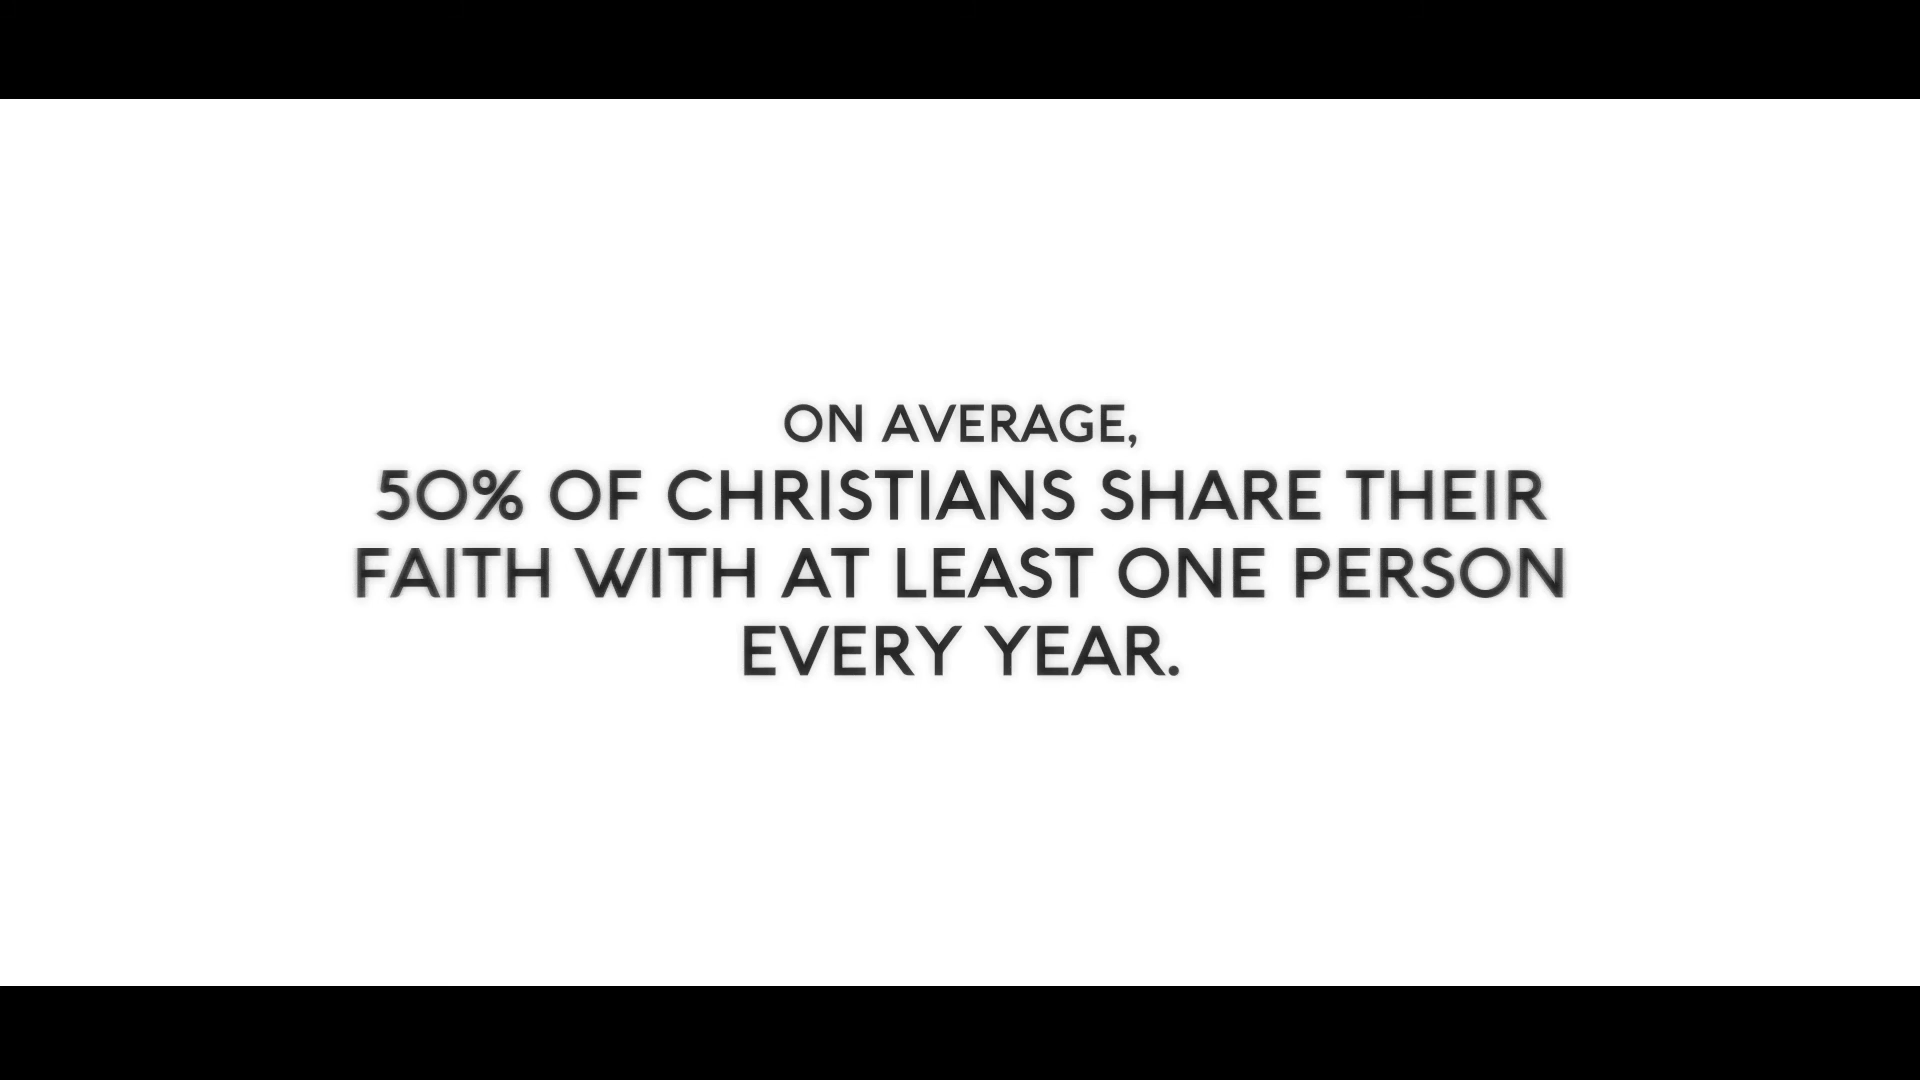 ON AVERAGE,
50% OF CHRISTIANS SHARE THEIR
FAITH WITH AT LEAST ONE PERSON
EVERY YEAR.